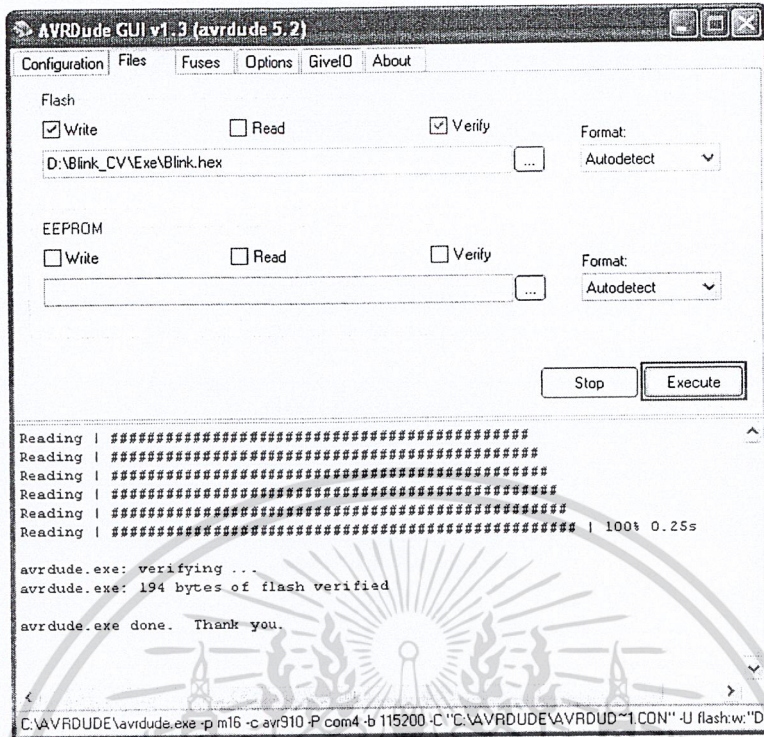 AVRDude GUI v1.3 (avrdude 5.2)
Configuration Files Fuses Options GiveIO About
Flash
Write Read Verify Format:
D:\Blink_CV\Exe\Blink.hex ... Autodetect
EEPROM
Write Read Verify Format:
... Autodetect
Stop Execute
Reading | #############################################
Reading | ##############################################
Reading | ###############################################
Reading | ################################################
Reading | #################################################
Reading | ################################################## | 100% 0.25s
avrdude.exe: verifying ...
avrdude.exe: 194 bytes of flash verified
avrdude.exe done. Thank you.
C:\AVRDUDE\avrdude.exe -p m16 -c avr910 -P com4 -b 115200 -C "C:\AVRDUDE\AVRDUD~1.CON" -U flash:w:"D